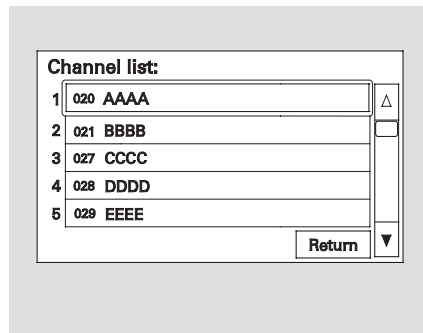 Channel list:
1 020 AAAA
2 021 BBBB
3 027 CCCC
4 028 DDDD
5 029 EEEE
Return